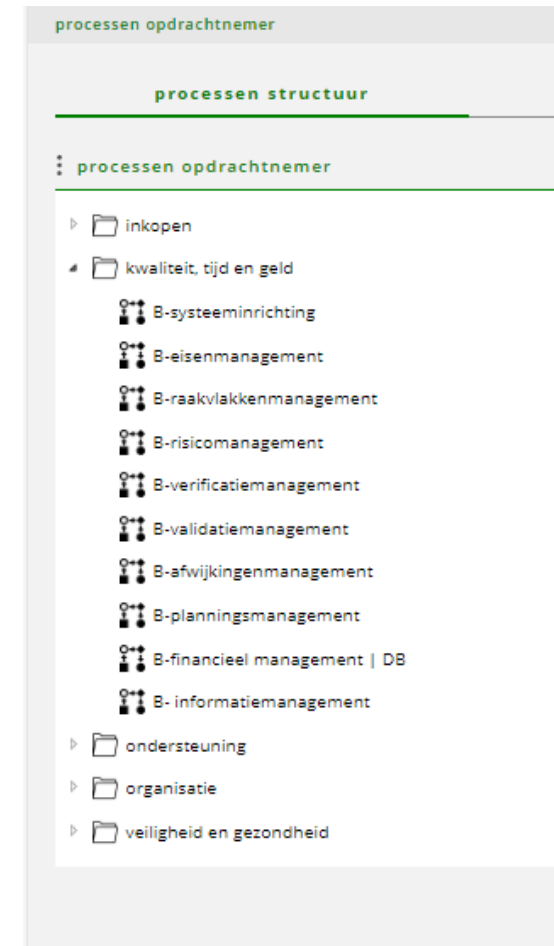 processen opdrachtnemer
processen structuur
processen opdrachtnemer
inkopen
kwaliteit, tijd en geld
B-systeeminrichting
B-eisenmanagement
B-raakvlakkenmanagement
B-risicomanagement
B-verificatiemanagement
B-validatiemanagement
B-afwijkingenmanagement
B-planningsmanagement
B-financieel management | DB
B- informatiemanagement
ondersteuning
organisatie
veiligheid en gezondheid